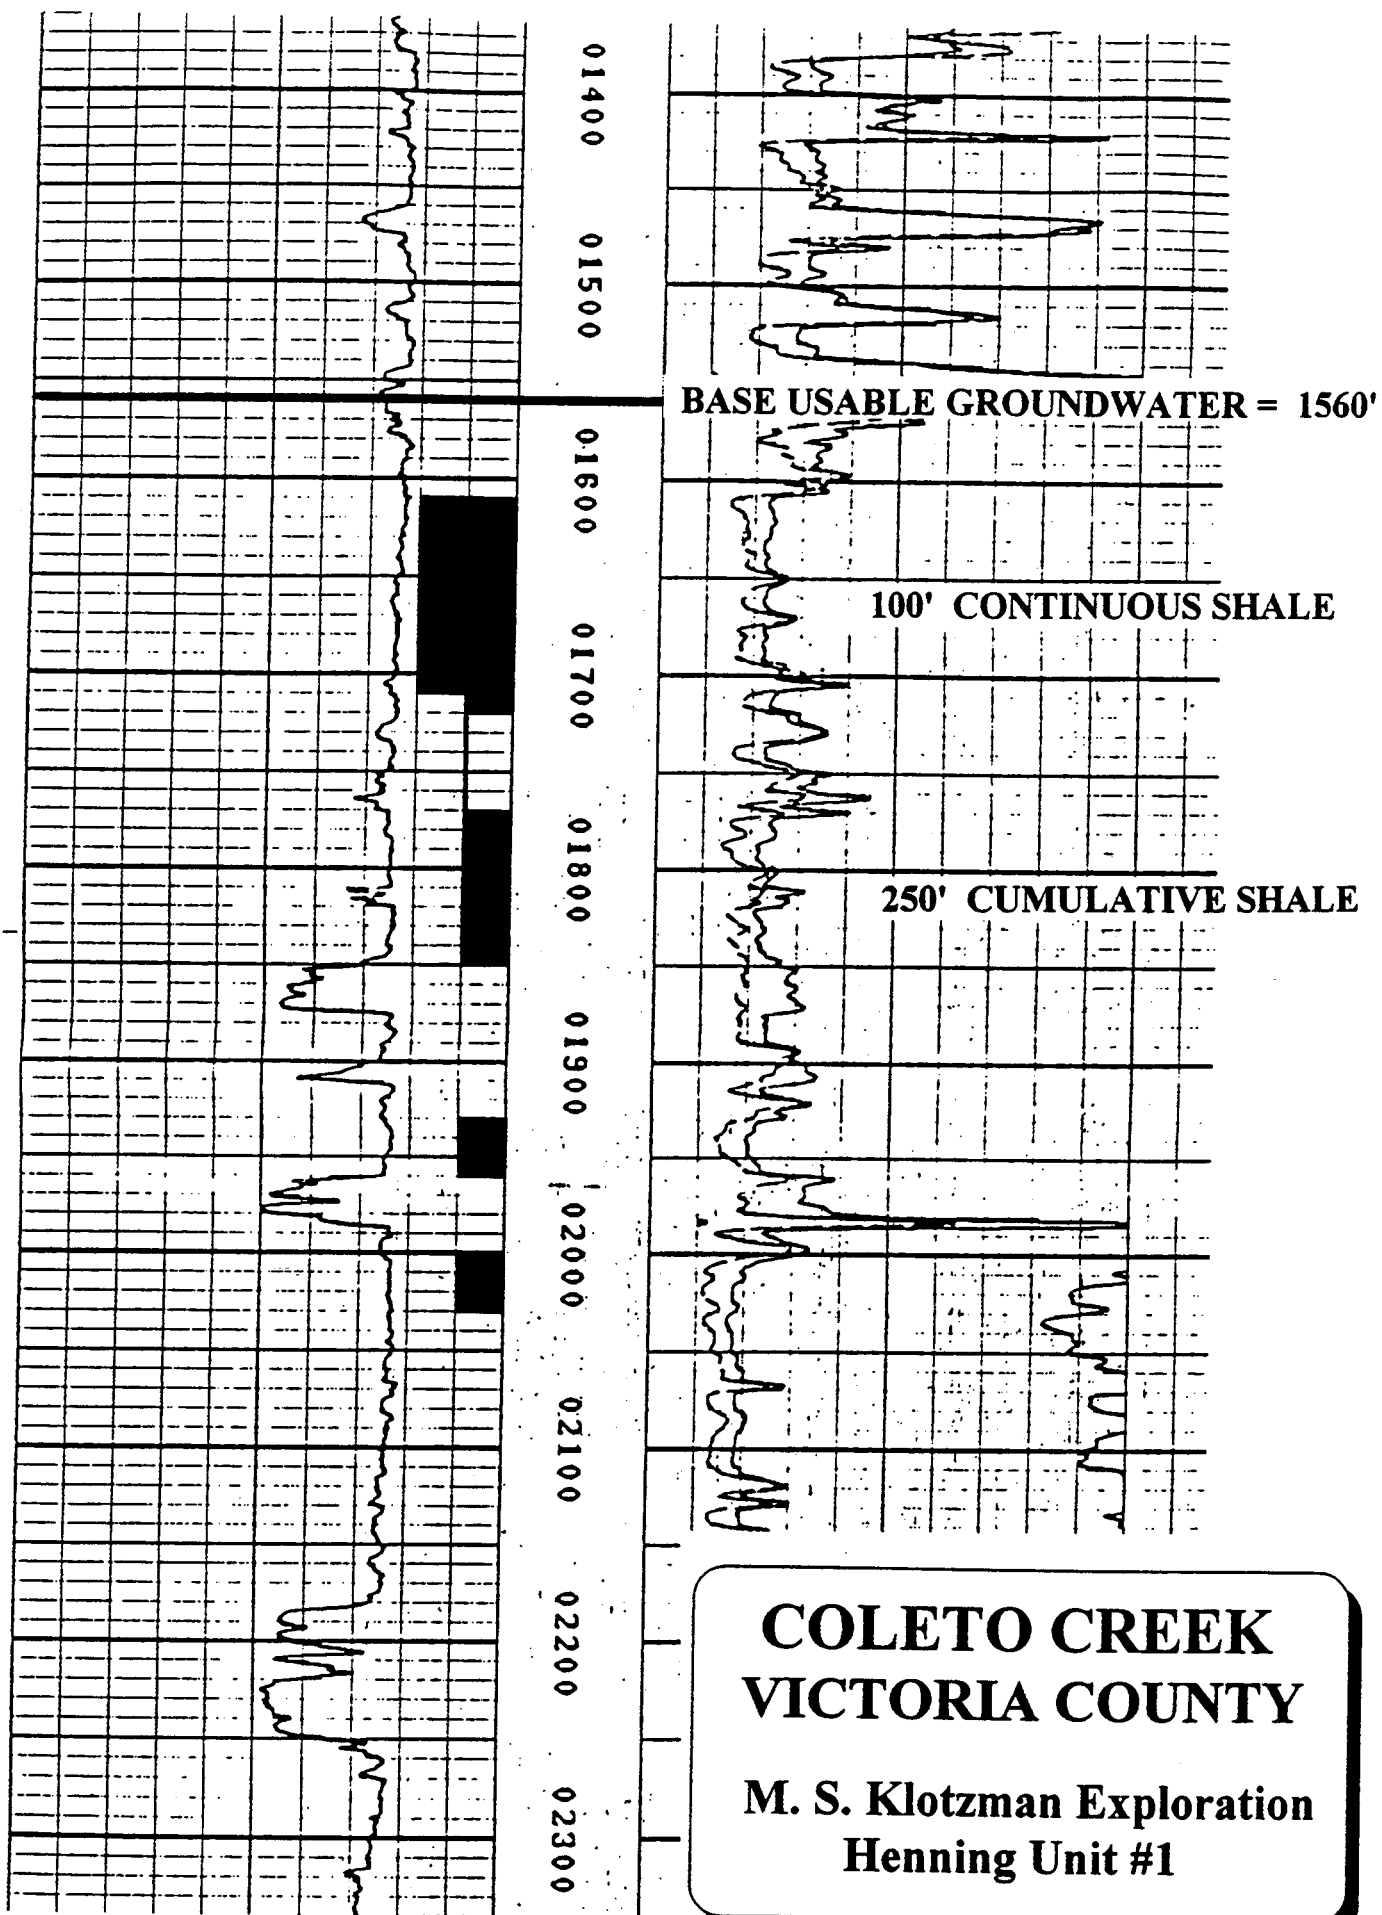 01400
01500
BASE USABLE GROUNDWATER = 1560'
01600
100' CONTINUOUS SHALE
01700
01800
250' CUMULATIVE SHALE
01900
02000
02100
02200
02300
COLETO CREEK
VICTORIA COUNTY
M. S. Klotzman Exploration
Henning Unit #1